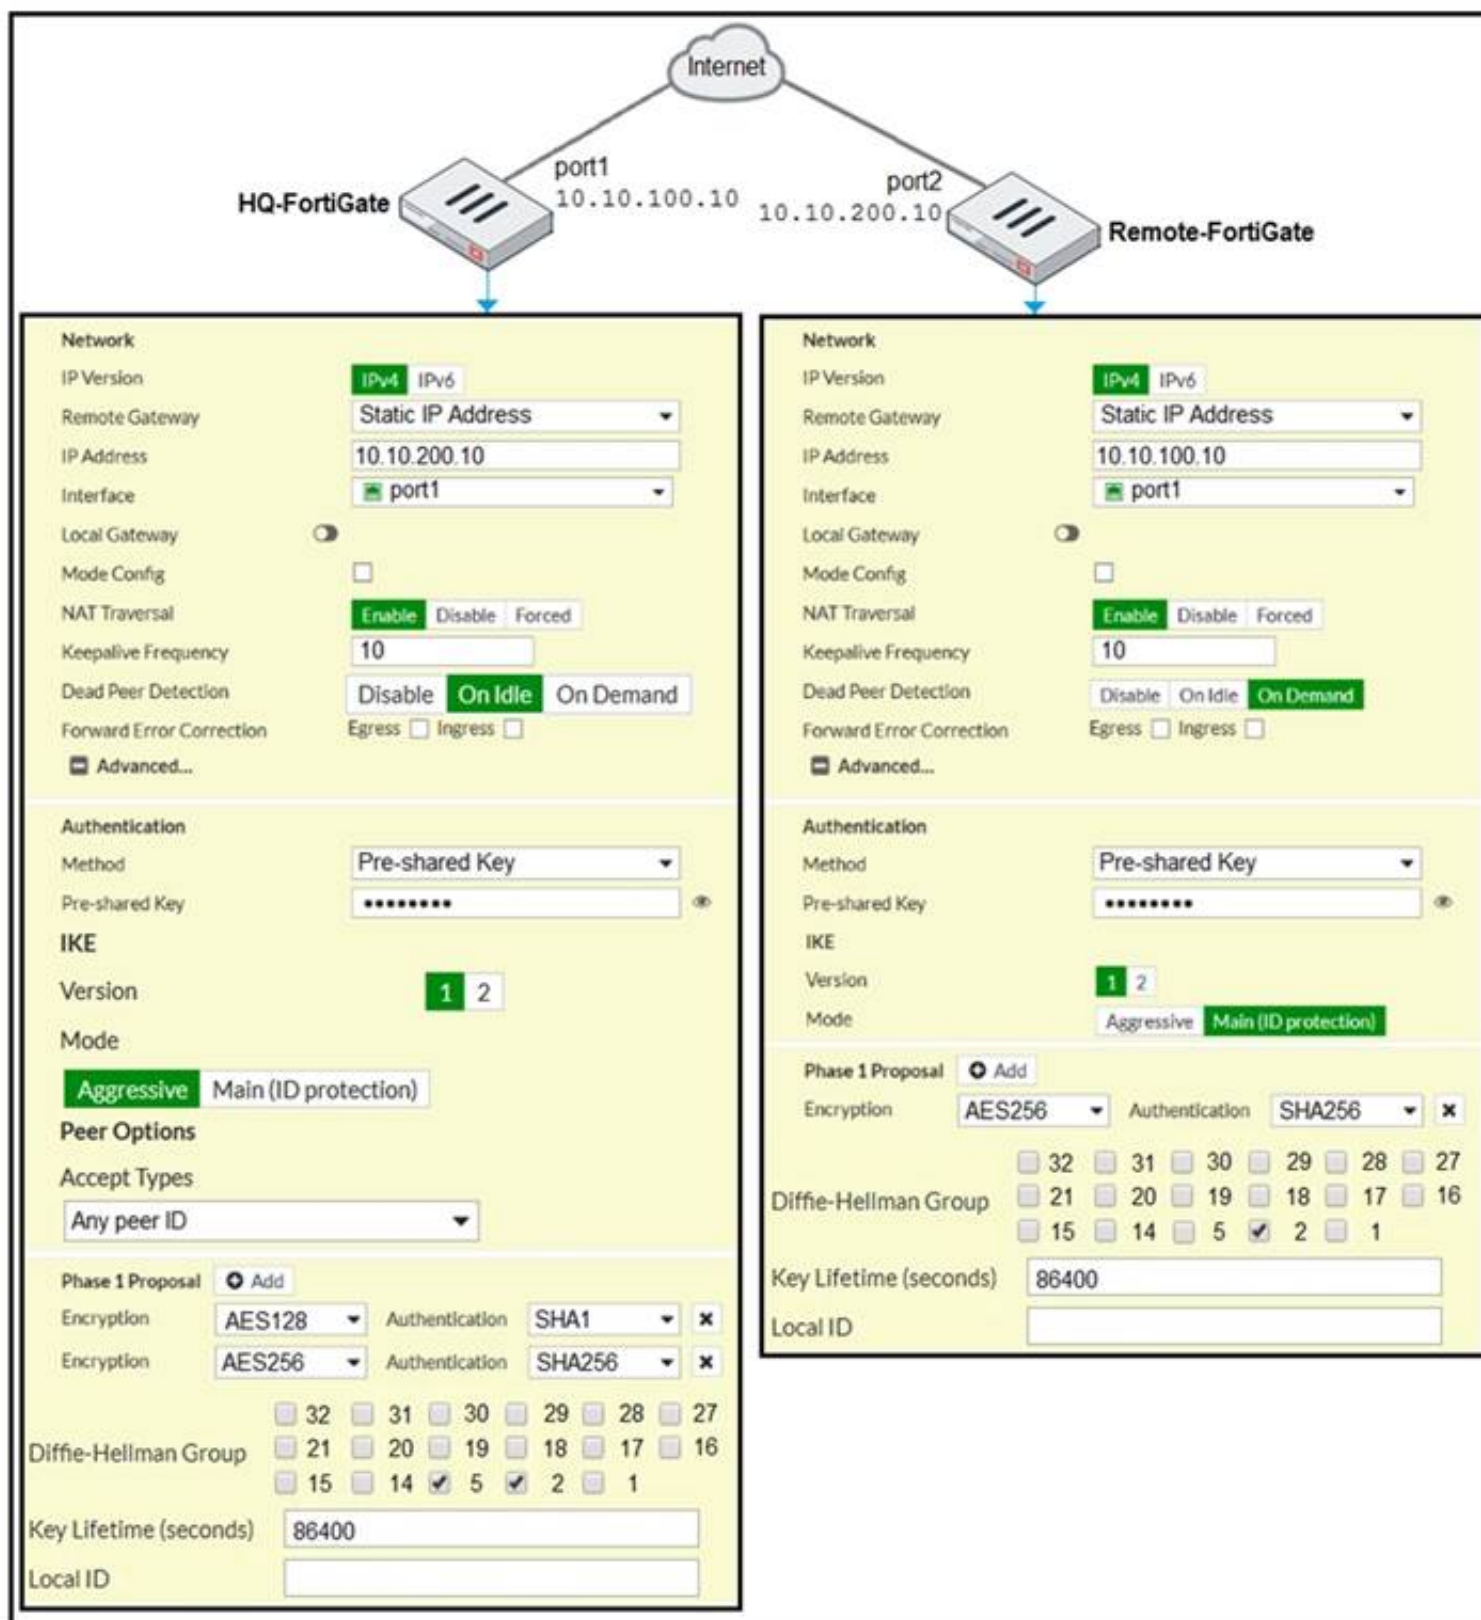 Internet
port1
10.10.100.10
HQ-FortiGate
port2
10.10.200.10
Remote-FortiGate
Network
IP Version IPv4 IPv6
Remote Gateway Static IP Address
IP Address 10.10.200.10
Interface port1
Local Gateway
Mode Config
NAT Traversal Enable Disable Forced
Keepalive Frequency 10
Dead Peer Detection Disable On Idle On Demand
Forward Error Correction Egress Ingress
Advanced...
Authentication
Method Pre-shared Key
Pre-shared Key ••••••••
IKE
Version 1 2
Mode
Aggressive Main (ID protection)
Peer Options
Accept Types
Any peer ID
Phase 1 Proposal Add
Encryption AES128 Authentication SHA1
Encryption AES256 Authentication SHA256
32 31 30 29 28 27
Diffie-Hellman Group 21 20 19 18 17 16
15 14 5 2 1
Key Lifetime (seconds) 86400
Local ID
Network
IP Version IPv4 IPv6
Remote Gateway Static IP Address
IP Address 10.10.100.10
Interface port1
Local Gateway
Mode Config
NAT Traversal Enable Disable Forced
Keepalive Frequency 10
Dead Peer Detection Disable On Idle On Demand
Forward Error Correction Egress Ingress
Advanced...
Authentication
Method Pre-shared Key
Pre-shared Key ••••••••
IKE
Version 1 2
Mode Aggressive Main (ID protection)
Phase 1 Proposal Add
Encryption AES256 Authentication SHA256
32 31 30 29 28 27
Diffie-Hellman Group 21 20 19 18 17 16
15 14 5 2 1
Key Lifetime (seconds) 86400
Local ID